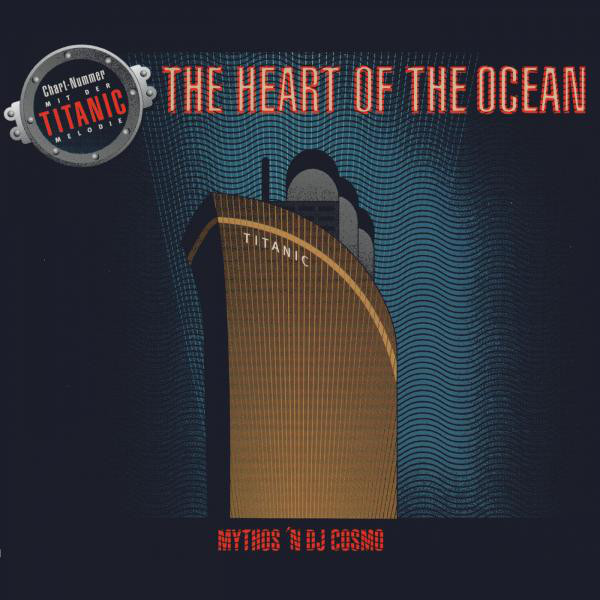 Chart-Nummer
MIT DER
TITANIC
MELODIE
THE HEART OF THE OCEAN
TITANIC
MYTHOS 'N DJ COSMO